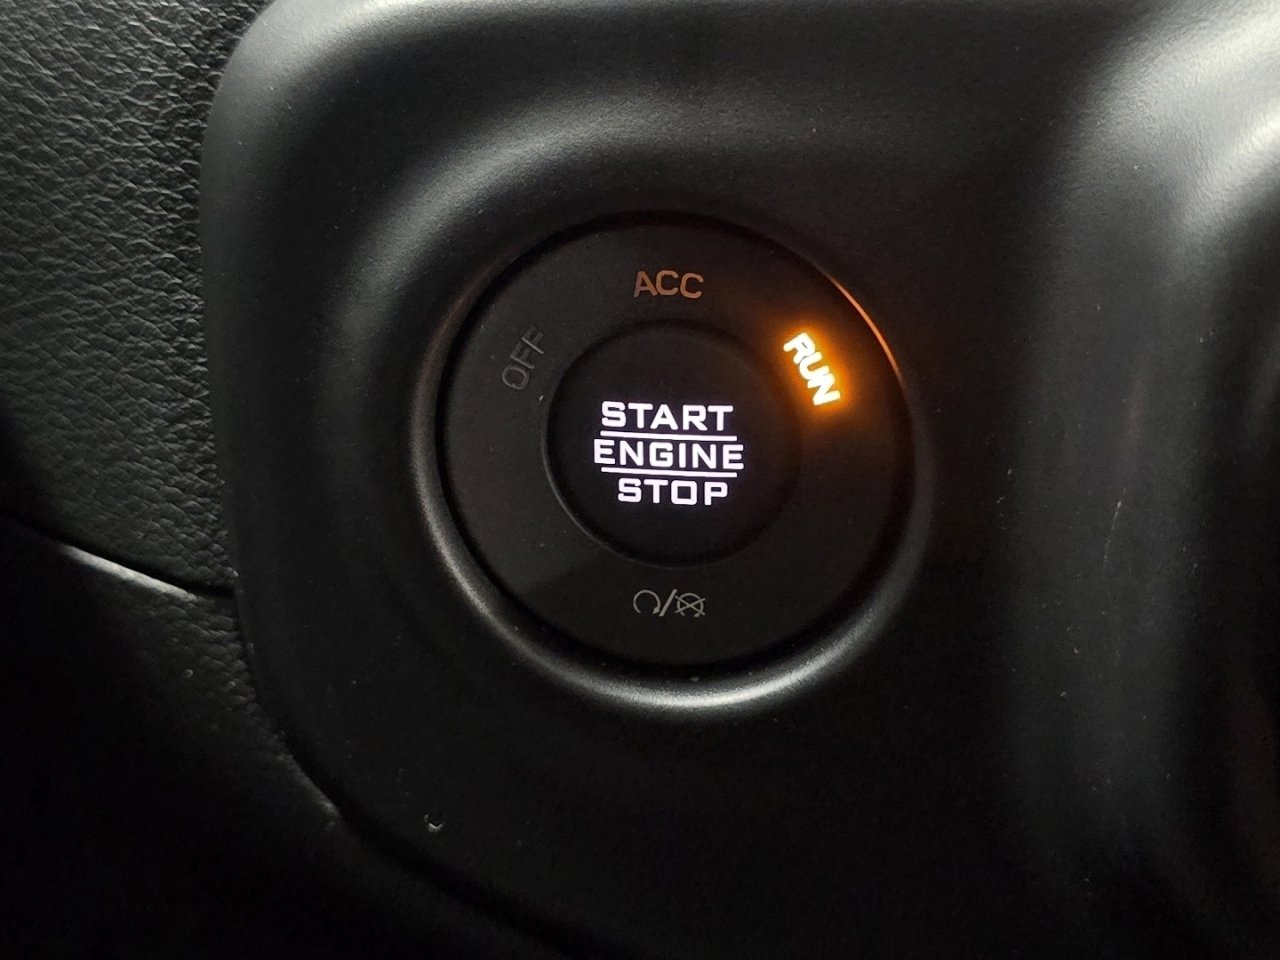 ACC
OFF
RUN
START
ENGINE
STOP